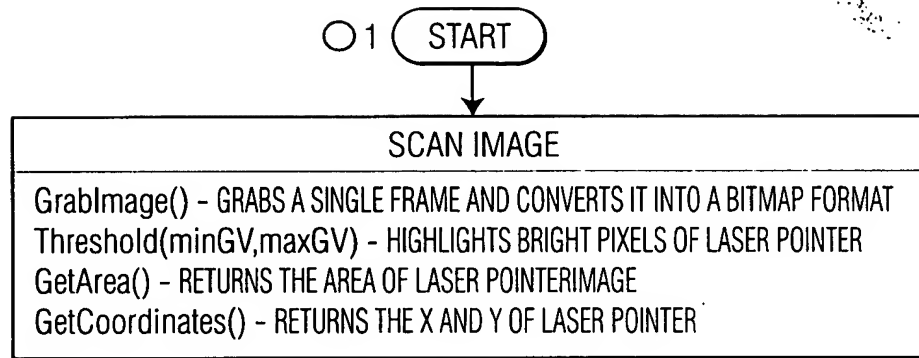 1 START
SCAN IMAGE
GrabImage() - GRABS A SINGLE FRAME AND CONVERTS IT INTO A BITMAP FORMAT
Threshold(minGV,maxGV) - HIGHLIGHTS BRIGHT PIXELS OF LASER POINTER
GetArea() - RETURNS THE AREA OF LASER POINTERIMAGE
GetCoordinates() - RETURNS THE X AND Y OF LASER POINTER